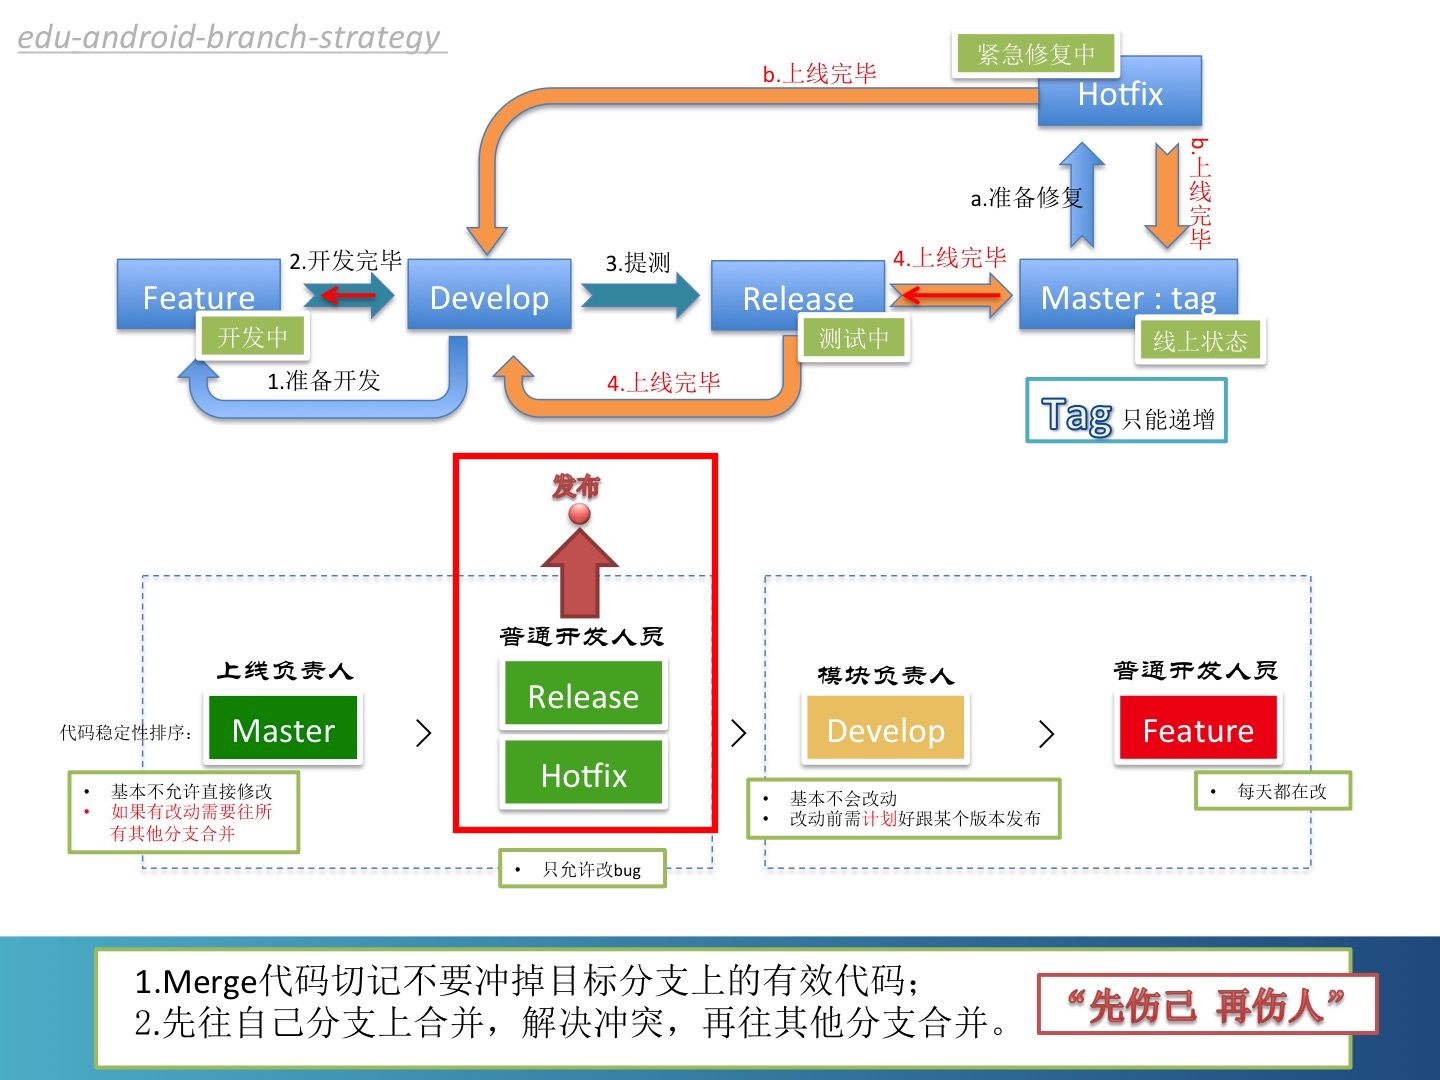 edu-android-branch-strategy
紧急修复中
Hotfix
b.上线完毕
b.上线完毕
a.准备修复
2.开发完毕
3.提测
4.上线完毕
Feature
Develop
Release
Master : tag
开发中
测试中
线上状态
1.准备开发
4.上线完毕
Tag 只能递增
发布
普通开发人员
上线负责人
模块负责人
普通开发人员
代码稳定性排序：
Master
>
Release
Hotfix
>
Develop
>
Feature
• 基本不允许直接修改
• 如果有改动需要往所
有其他分支合并
• 只允许改bug
• 基本不会改动
• 改动前需计划好跟某个版本发布
• 每天都在改
1.Merge代码切记不要冲掉目标分支上的有效代码；
2.先往自己分支上合并，解决冲突，再往其他分支合并。
“先伤己 再伤人”